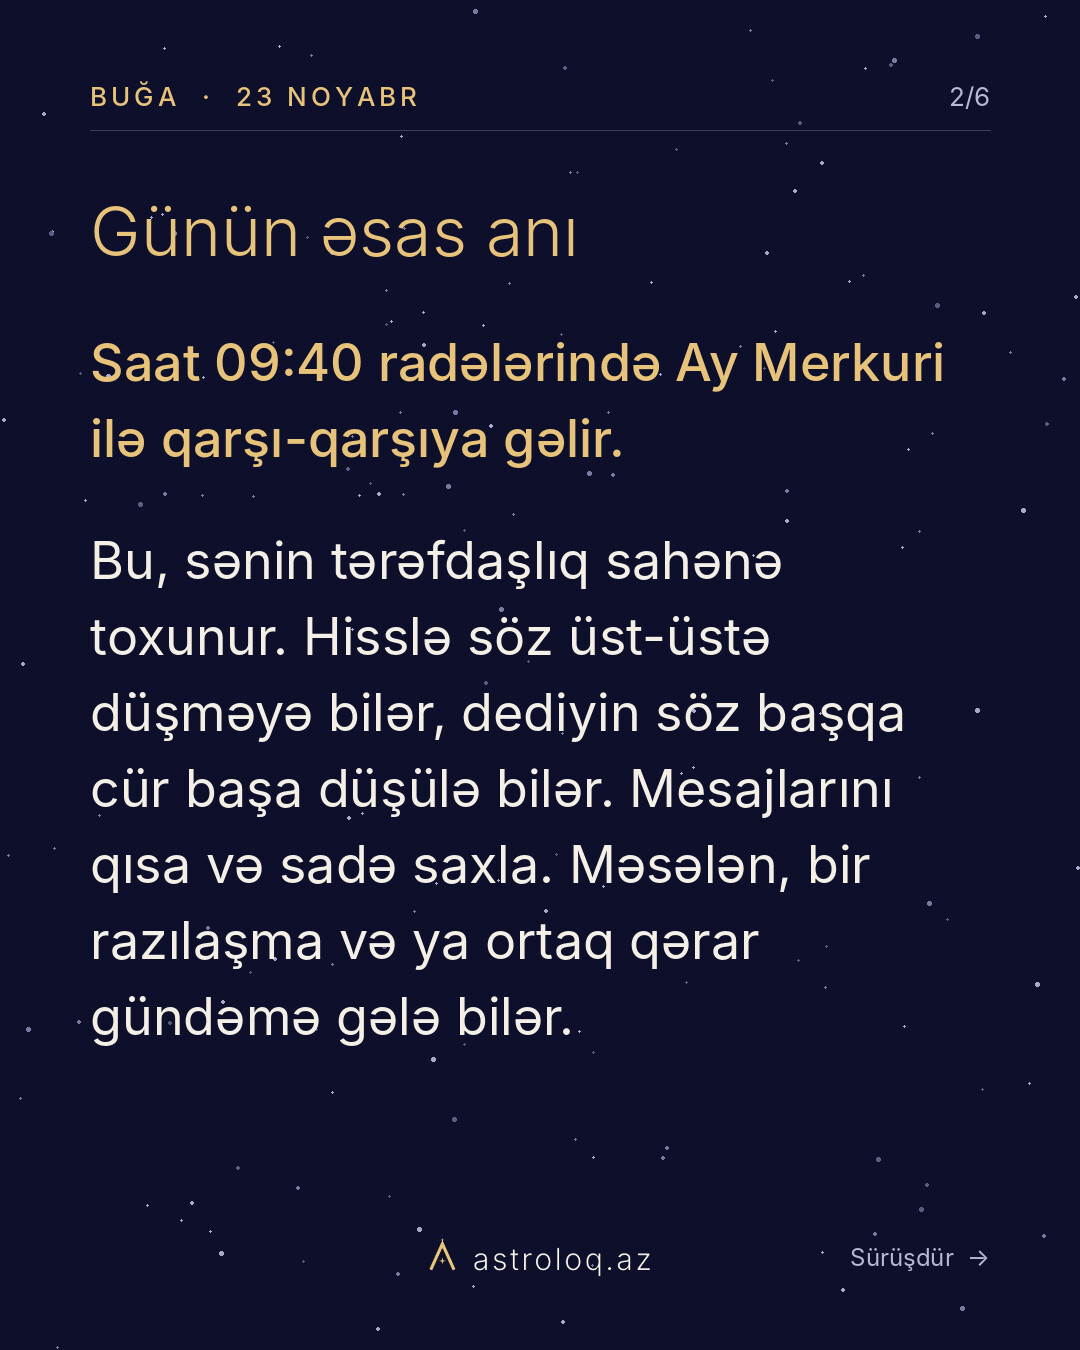 BUĞA · 23 NOYABR
2/6
Günün əsas anı
Saat 09:40 radələrində Ay Merkuri
ilə qarşı-qarşıya gəlir.
Bu, sənin tərəfdaşlıq sahənə
toxunur. Hisslə söz üst-üstə
düşməyə bilər, dediyin söz başqa
cür başa düşülə bilər. Mesajlarını
qısa və sadə saxla. Məsələn, bir
razılaşma və ya ortaq qərar
gündəmə gələ bilər.
astroloq.az
Sürüşdür →